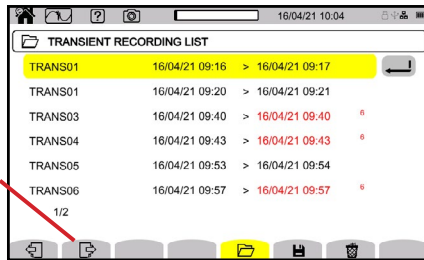 ? 16/04/21 10:04
TRANSIENT RECORDING LIST
TRANS01 16/04/21 09:16 > 16/04/21 09:17
TRANS01 16/04/21 09:20 > 16/04/21 09:21
TRANS03 16/04/21 09:40 > 16/04/21 09:40 6
TRANS04 16/04/21 09:43 > 16/04/21 09:43 6
TRANS05 16/04/21 09:53 > 16/04/21 09:54
TRANS06 16/04/21 09:57 > 16/04/21 09:57 6
1/2